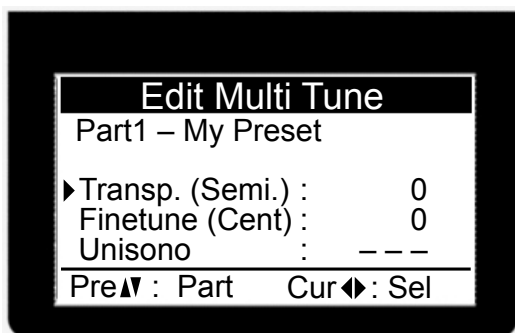 Edit Multi Tune
Part1 – My Preset
Transp. (Semi.) : 0
Finetune (Cent) : 0
Unisono : – – –
Pre▲▼ : Part Cur◀▶ : Sel